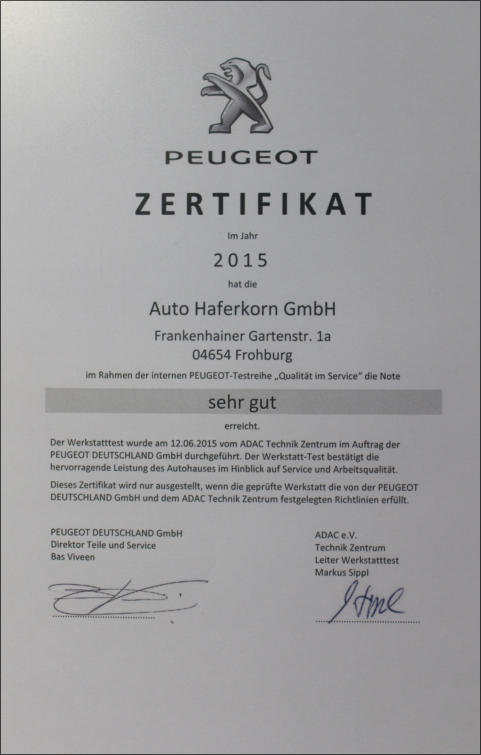 PEUGEOT
ZERTIFIKAT
Im Jahr
2015
hat die
Auto Haferkorn GmbH
Frankenhainer Gartenstr. 1a
04654 Frohburg
im Rahmen der internen PEUGEOT-Testreihe „Qualität im Service“ die Note
sehr gut
erreicht.
Der Werkstatttest wurde am 12.06.2015 vom ADAC Technik Zentrum im Auftrag der
PEUGEOT DEUTSCHLAND GmbH durchgeführt. Der Werkstatt-Test bestätigt die
hervorragende Leistung des Autohauses im Hinblick auf Service und Arbeitsqualität.
Dieses Zertifikat wird nur ausgestellt, wenn die geprüfte Werkstatt die von der PEUGEOT
DEUTSCHLAND GmbH und dem ADAC Technik Zentrum festgelegten Richtlinien erfüllt.
PEUGEOT DEUTSCHLAND GmbH
Direktor Teile und Service
Bas Viveen
ADAC e.V.
Technik Zentrum
Leiter Werkstatttest
Markus Sippl